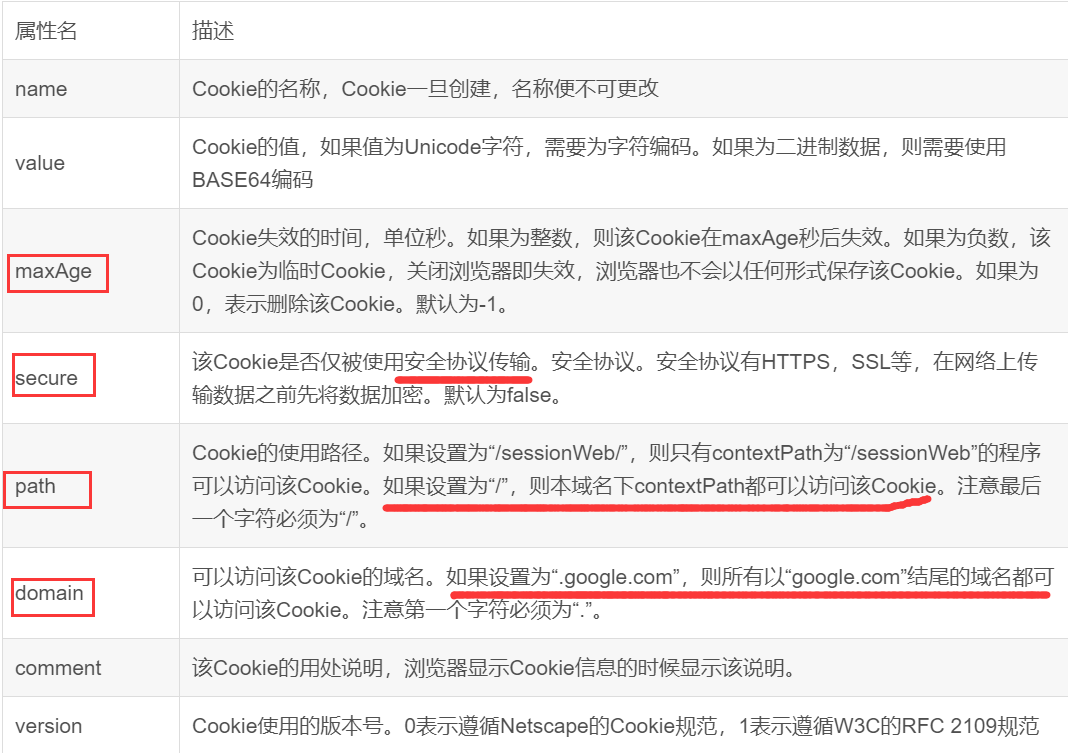 属性名 描述
name Cookie的名称，Cookie一旦创建，名称便不可更改
value Cookie的值，如果值为Unicode字符，需要为字符编码。如果为二进制数据，则需要使用
BASE64编码
maxAge Cookie失效的时间，单位秒。如果为整数，则该Cookie在maxAge秒后失效。如果为负数，该
Cookie为临时Cookie，关闭浏览器即失效，浏览器也不会以任何形式保存该Cookie。如果为
0，表示删除该Cookie。默认为-1。
secure 该Cookie是否仅被使用安全协议传输。安全协议。安全协议有HTTPS，SSL等，在网络上传
输数据之前先将数据加密。默认为false。
path Cookie的使用路径。如果设置为“/sessionWeb/”，则只有contextPath为“/sessionWeb”的程序
可以访问该Cookie。如果设置为“/”，则本域名下contextPath都可以访问该Cookie。注意最后
一个字符必须为“/”。
domain 可以访问该Cookie的域名。如果设置为“.google.com”，则所有以“google.com”结尾的域名都可
以访问该Cookie。注意第一个字符必须为“.”。
comment 该Cookie的用处说明，浏览器显示Cookie信息的时候显示该说明。
version Cookie使用的版本号。0表示遵循Netscape的Cookie规范，1表示遵循W3C的RFC 2109规范